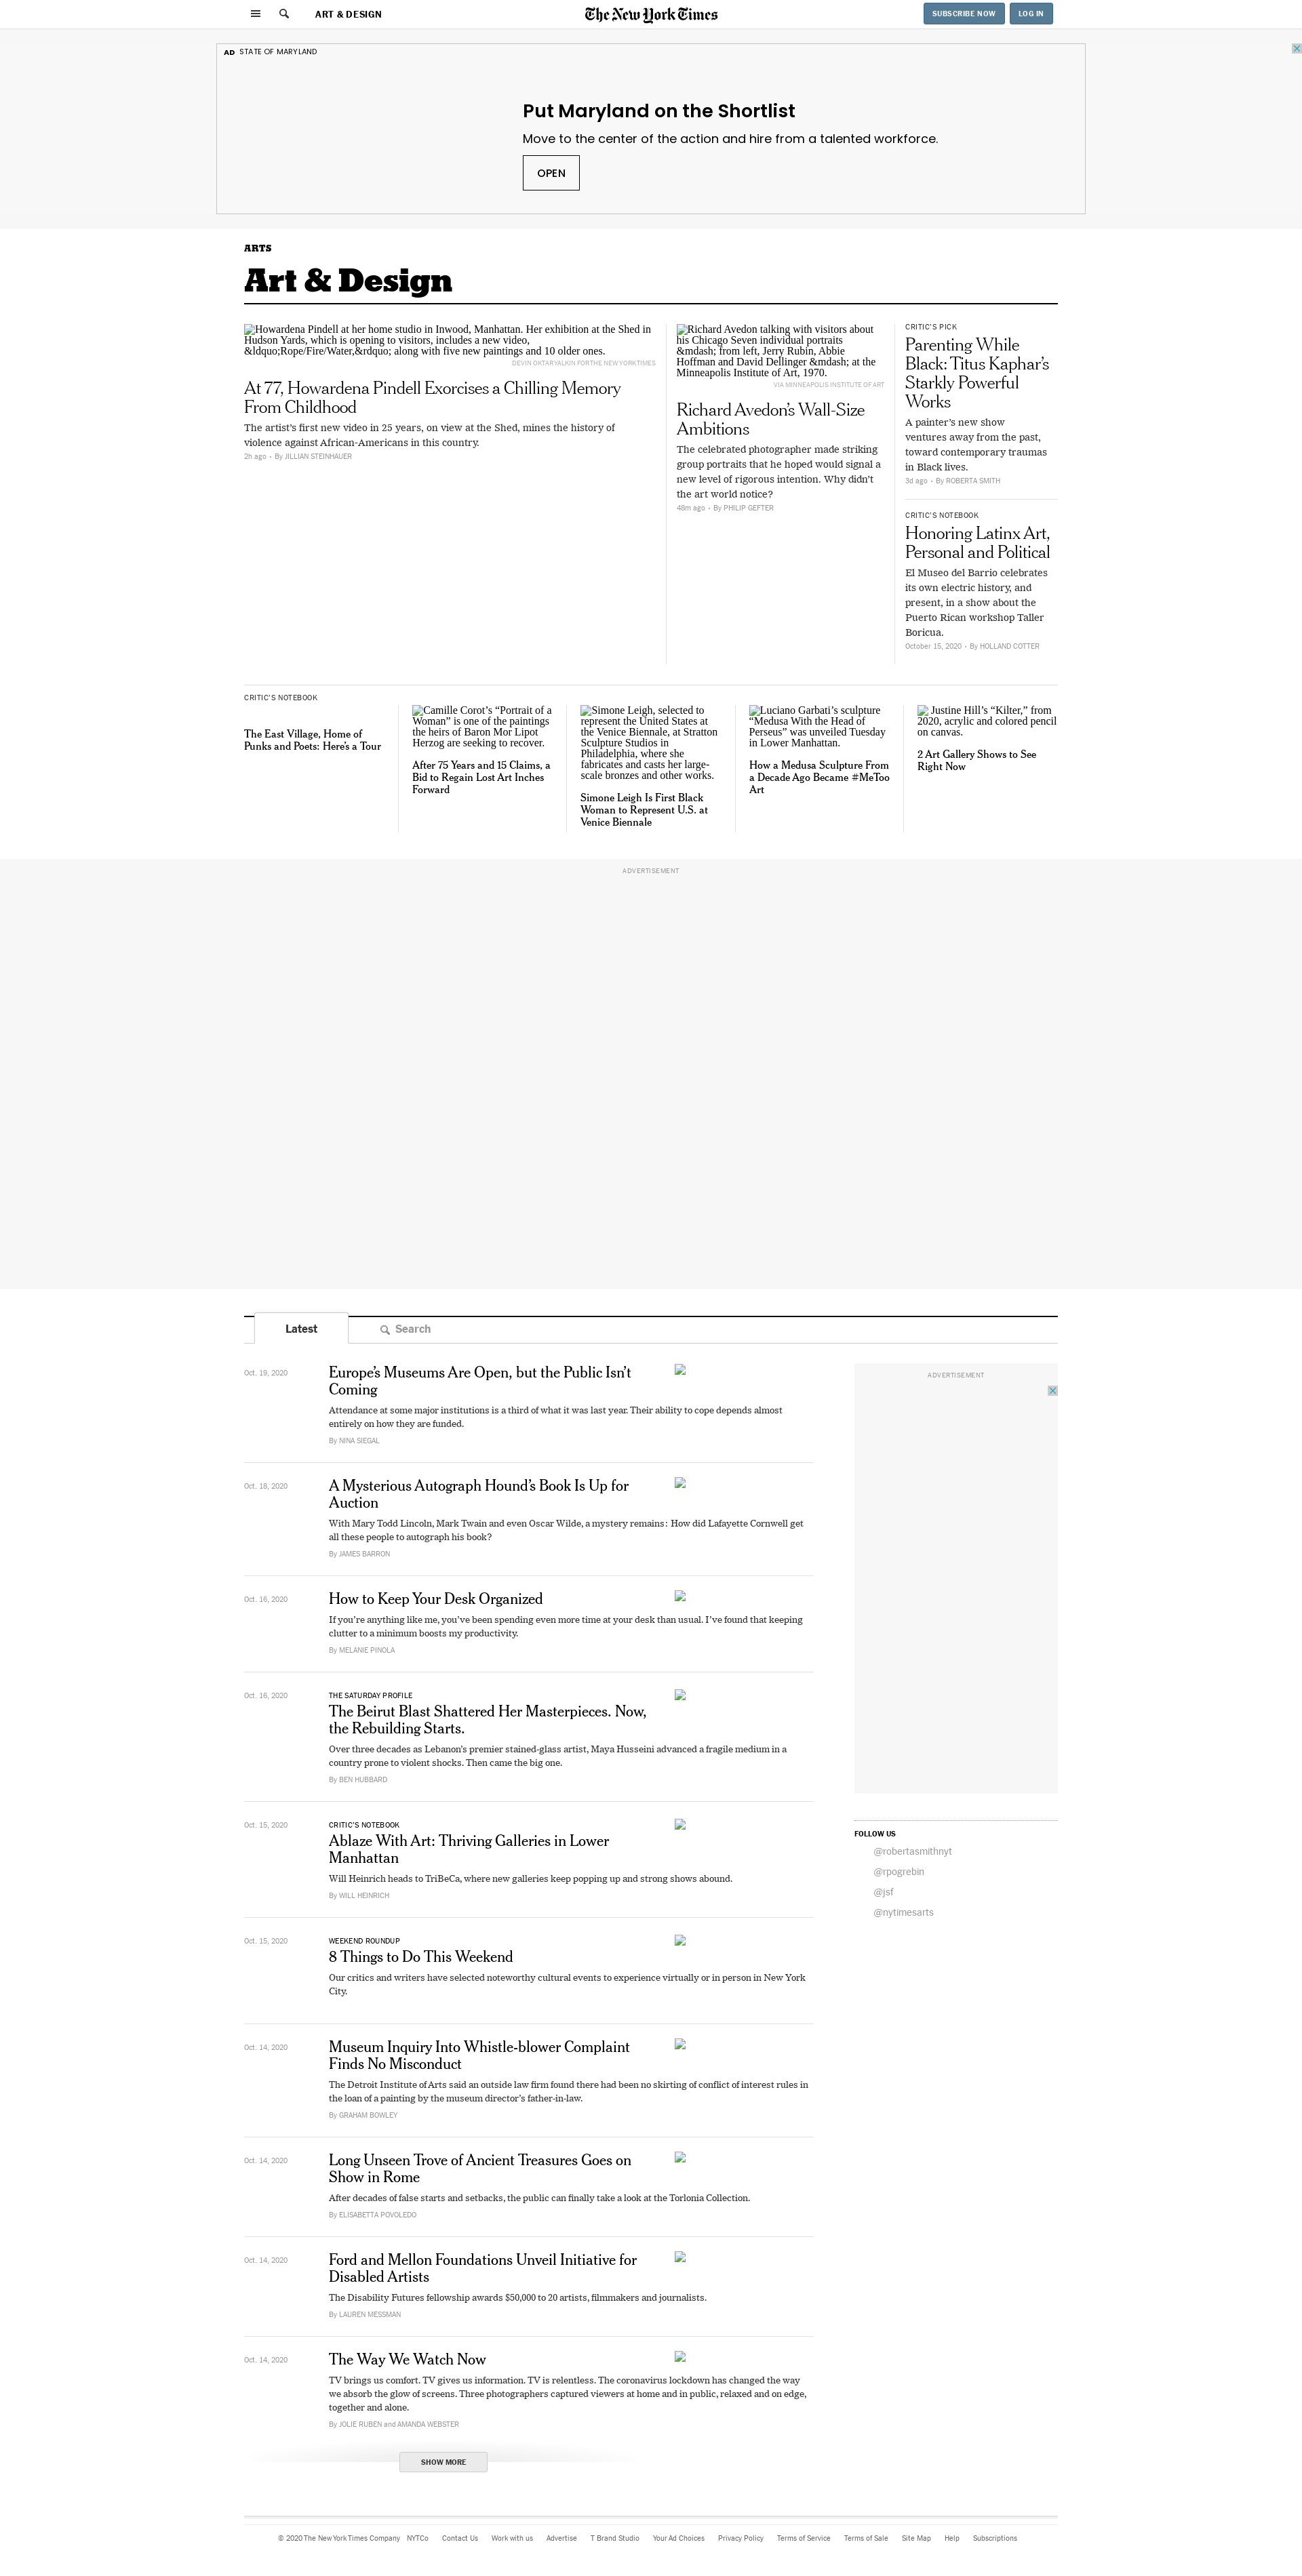 ART & DESIGN
The New York Times
SUBSCRIBE NOW
LOG IN
AD STATE OF MARYLAND
Put Maryland on the Shortlist
Move to the center of the action and hire from a talented workforce.
OPEN
ARTS
Art & Design
Howardena Pindell at her home studio in Inwood, Manhattan. Her exhibition at the Shed in
Hudson Yards, which is opening to visitors, includes a new video,
&ldquo;Rope/Fire/Water,&rdquo; along with five new paintings and 10 older ones.
DEVIN OKTAR YALKIN FOR THE NEW YORK TIMES
At 77, Howardena Pindell Exorcises a Chilling Memory
From Childhood
The artist’s first new video in 25 years, on view at the Shed, mines the history of
violence against African-Americans in this country.
2h ago • By JILLIAN STEINHAUER
Richard Avedon talking with visitors about
his Chicago Seven individual portraits
&mdash; from left, Jerry Rubin, Abbie
Hoffman and David Dellinger &mdash; at the
Minneapolis Institute of Art, 1970.
VIA MINNEAPOLIS INSTITUTE OF ART
Richard Avedon’s Wall-Size
Ambitions
The celebrated photographer made striking
group portraits that he hoped would signal a
new level of rigorous intention. Why didn’t
the art world notice?
48m ago • By PHILIP GEFTER
CRITIC’S PICK
Parenting While
Black: Titus Kaphar’s
Starkly Powerful
Works
A painter’s new show
ventures away from the past,
toward contemporary traumas
in Black lives.
3d ago • By ROBERTA SMITH
CRITIC’S NOTEBOOK
Honoring Latinx Art,
Personal and Political
El Museo del Barrio celebrates
its own electric history, and
present, in a show about the
Puerto Rican workshop Taller
Boricua.
October 15, 2020 • By HOLLAND COTTER
CRITIC’S NOTEBOOK
The East Village, Home of
Punks and Poets: Here’s a Tour
Camille Corot’s “Portrait of a
Woman” is one of the paintings
the heirs of Baron Mor Lipot
Herzog are seeking to recover.
After 75 Years and 15 Claims, a
Bid to Regain Lost Art Inches
Forward
Simone Leigh, selected to
represent the United States at
the Venice Biennale, at Stratton
Sculpture Studios in
Philadelphia, where she
fabricates and casts her large-
scale bronzes and other works.
Simone Leigh Is First Black
Woman to Represent U.S. at
Venice Biennale
Luciano Garbati’s sculpture
“Medusa With the Head of
Perseus” was unveiled Tuesday
in Lower Manhattan.
How a Medusa Sculpture From
a Decade Ago Became #MeToo
Art
Justine Hill’s “Kilter,” from
2020, acrylic and colored pencil
on canvas.
2 Art Gallery Shows to See
Right Now
ADVERTISEMENT
Latest
Search
Oct. 19, 2020
Europe’s Museums Are Open, but the Public Isn’t
Coming
Attendance at some major institutions is a third of what it was last year. Their ability to cope depends almost
entirely on how they are funded.
By NINA SIEGAL
Oct. 18, 2020
A Mysterious Autograph Hound’s Book Is Up for
Auction
With Mary Todd Lincoln, Mark Twain and even Oscar Wilde, a mystery remains: How did Lafayette Cornwell get
all these people to autograph his book?
By JAMES BARRON
Oct. 16, 2020
How to Keep Your Desk Organized
If you’re anything like me, you’ve been spending even more time at your desk than usual. I’ve found that keeping
clutter to a minimum boosts my productivity.
By MELANIE PINOLA
Oct. 16, 2020
THE SATURDAY PROFILE
The Beirut Blast Shattered Her Masterpieces. Now,
the Rebuilding Starts.
Over three decades as Lebanon’s premier stained-glass artist, Maya Husseini advanced a fragile medium in a
country prone to violent shocks. Then came the big one.
By BEN HUBBARD
Oct. 15, 2020
CRITIC’S NOTEBOOK
Ablaze With Art: Thriving Galleries in Lower
Manhattan
Will Heinrich heads to TriBeCa, where new galleries keep popping up and strong shows abound.
By WILL HEINRICH
Oct. 15, 2020
WEEKEND ROUNDUP
8 Things to Do This Weekend
Our critics and writers have selected noteworthy cultural events to experience virtually or in person in New York
City.
Oct. 14, 2020
Museum Inquiry Into Whistle-blower Complaint
Finds No Misconduct
The Detroit Institute of Arts said an outside law firm found there had been no skirting of conflict of interest rules in
the loan of a painting by the museum director’s father-in-law.
By GRAHAM BOWLEY
Oct. 14, 2020
Long Unseen Trove of Ancient Treasures Goes on
Show in Rome
After decades of false starts and setbacks, the public can finally take a look at the Torlonia Collection.
By ELISABETTA POVOLEDO
Oct. 14, 2020
Ford and Mellon Foundations Unveil Initiative for
Disabled Artists
The Disability Futures fellowship awards $50,000 to 20 artists, filmmakers and journalists.
By LAUREN MESSMAN
Oct. 14, 2020
The Way We Watch Now
TV brings us comfort. TV gives us information. TV is relentless. The coronavirus lockdown has changed the way
we absorb the glow of screens. Three photographers captured viewers at home and in public, relaxed and on edge,
together and alone.
By JOLIE RUBEN and AMANDA WEBSTER
SHOW MORE
ADVERTISEMENT
FOLLOW US
@robertasmithnyt
@rpogrebin
@jsf
@nytimesarts
© 2020 The New York Times Company NYTCo Contact Us Work with us Advertise T Brand Studio Your Ad Choices Privacy Policy Terms of Service Terms of Sale Site Map Help Subscriptions